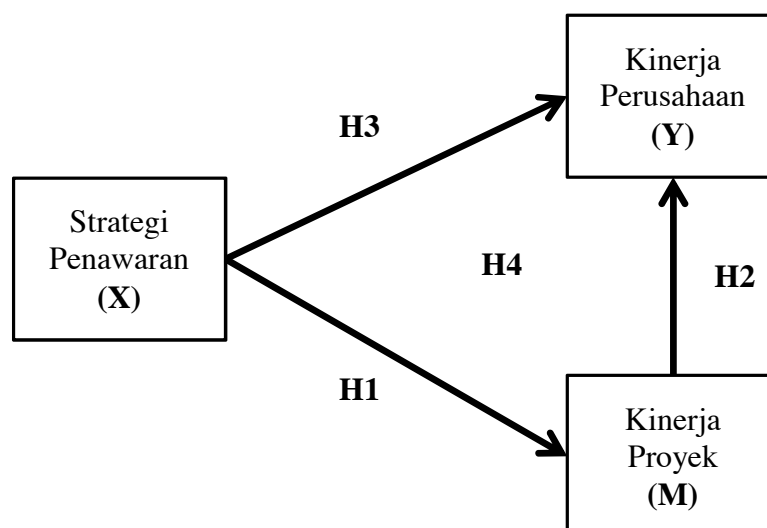 Kinerja
Perusahaan
(Y)
H3
Strategi
Penawaran
(X)
H4
H2
H1
Kinerja
Proyek
(M)